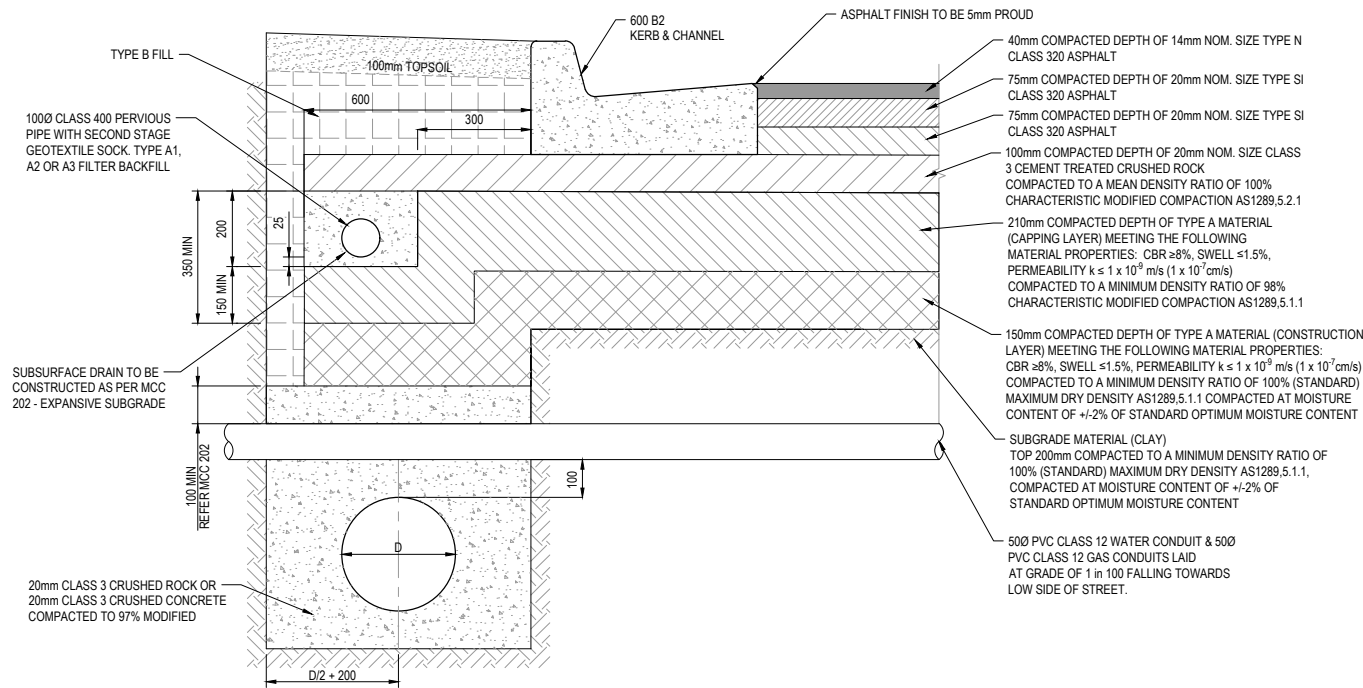 TYPE B FILL
100Ø CLASS 400 PERVIOUS
PIPE WITH SECOND STAGE
GEOTEXTILE SOCK. TYPE A1,
A2 OR A3 FILTER BACKFILL
SUBSURFACE DRAIN TO BE
CONSTRUCTED AS PER MCC
202 - EXPANSIVE SUBGRADE
20mm CLASS 3 CRUSHED ROCK OR
20mm CLASS 3 CRUSHED CONCRETE
COMPACTED TO 97% MODIFIED
100mm TOPSOIL
600
300
350 MIN
200
25
150 MIN
100 MIN
REFER MCC 202
100
D
D/2 + 200
600 B2
KERB & CHANNEL
ASPHALT FINISH TO BE 5mm PROUD
40mm COMPACTED DEPTH OF 14mm NOM. SIZE TYPE N
CLASS 320 ASPHALT
75mm COMPACTED DEPTH OF 20mm NOM. SIZE TYPE SI
CLASS 320 ASPHALT
75mm COMPACTED DEPTH OF 20mm NOM. SIZE TYPE SI
CLASS 320 ASPHALT
100mm COMPACTED DEPTH OF 20mm NOM. SIZE CLASS
3 CEMENT TREATED CRUSHED ROCK
COMPACTED TO A MEAN DENSITY RATIO OF 100%
CHARACTERISTIC MODIFIED COMPACTION AS1289,5.2.1
210mm COMPACTED DEPTH OF TYPE A MATERIAL
(CAPPING LAYER) MEETING THE FOLLOWING
MATERIAL PROPERTIES: CBR ≥8%, SWELL ≤1.5%,
PERMEABILITY k ≤ 1 x 10⁻⁹ m/s (1 x 10⁻⁷cm/s)
COMPACTED TO A MINIMUM DENSITY RATIO OF 98%
CHARACTERISTIC MODIFIED COMPACTION AS1289,5.1.1
150mm COMPACTED DEPTH OF TYPE A MATERIAL (CONSTRUCTION
LAYER) MEETING THE FOLLOWING MATERIAL PROPERTIES:
CBR ≥8%, SWELL ≤1.5%, PERMEABILITY k ≤ 1 x 10⁻⁹ m/s (1 x 10⁻⁷cm/s)
COMPACTED TO A MINIMUM DENSITY RATIO OF 100% (STANDARD)
MAXIMUM DRY DENSITY AS1289,5.1.1 COMPACTED AT MOISTURE
CONTENT OF +/-2% OF STANDARD OPTIMUM MOISTURE CONTENT
SUBGRADE MATERIAL (CLAY)
TOP 200mm COMPACTED TO A MINIMUM DENSITY RATIO OF
100% (STANDARD) MAXIMUM DRY DENSITY AS1289,5.1.1,
COMPACTED AT MOISTURE CONTENT OF +/-2% OF
STANDARD OPTIMUM MOISTURE CONTENT
50Ø PVC CLASS 12 WATER CONDUIT & 50Ø
PVC CLASS 12 GAS CONDUITS LAID
AT GRADE OF 1 in 100 FALLING TOWARDS
LOW SIDE OF STREET.